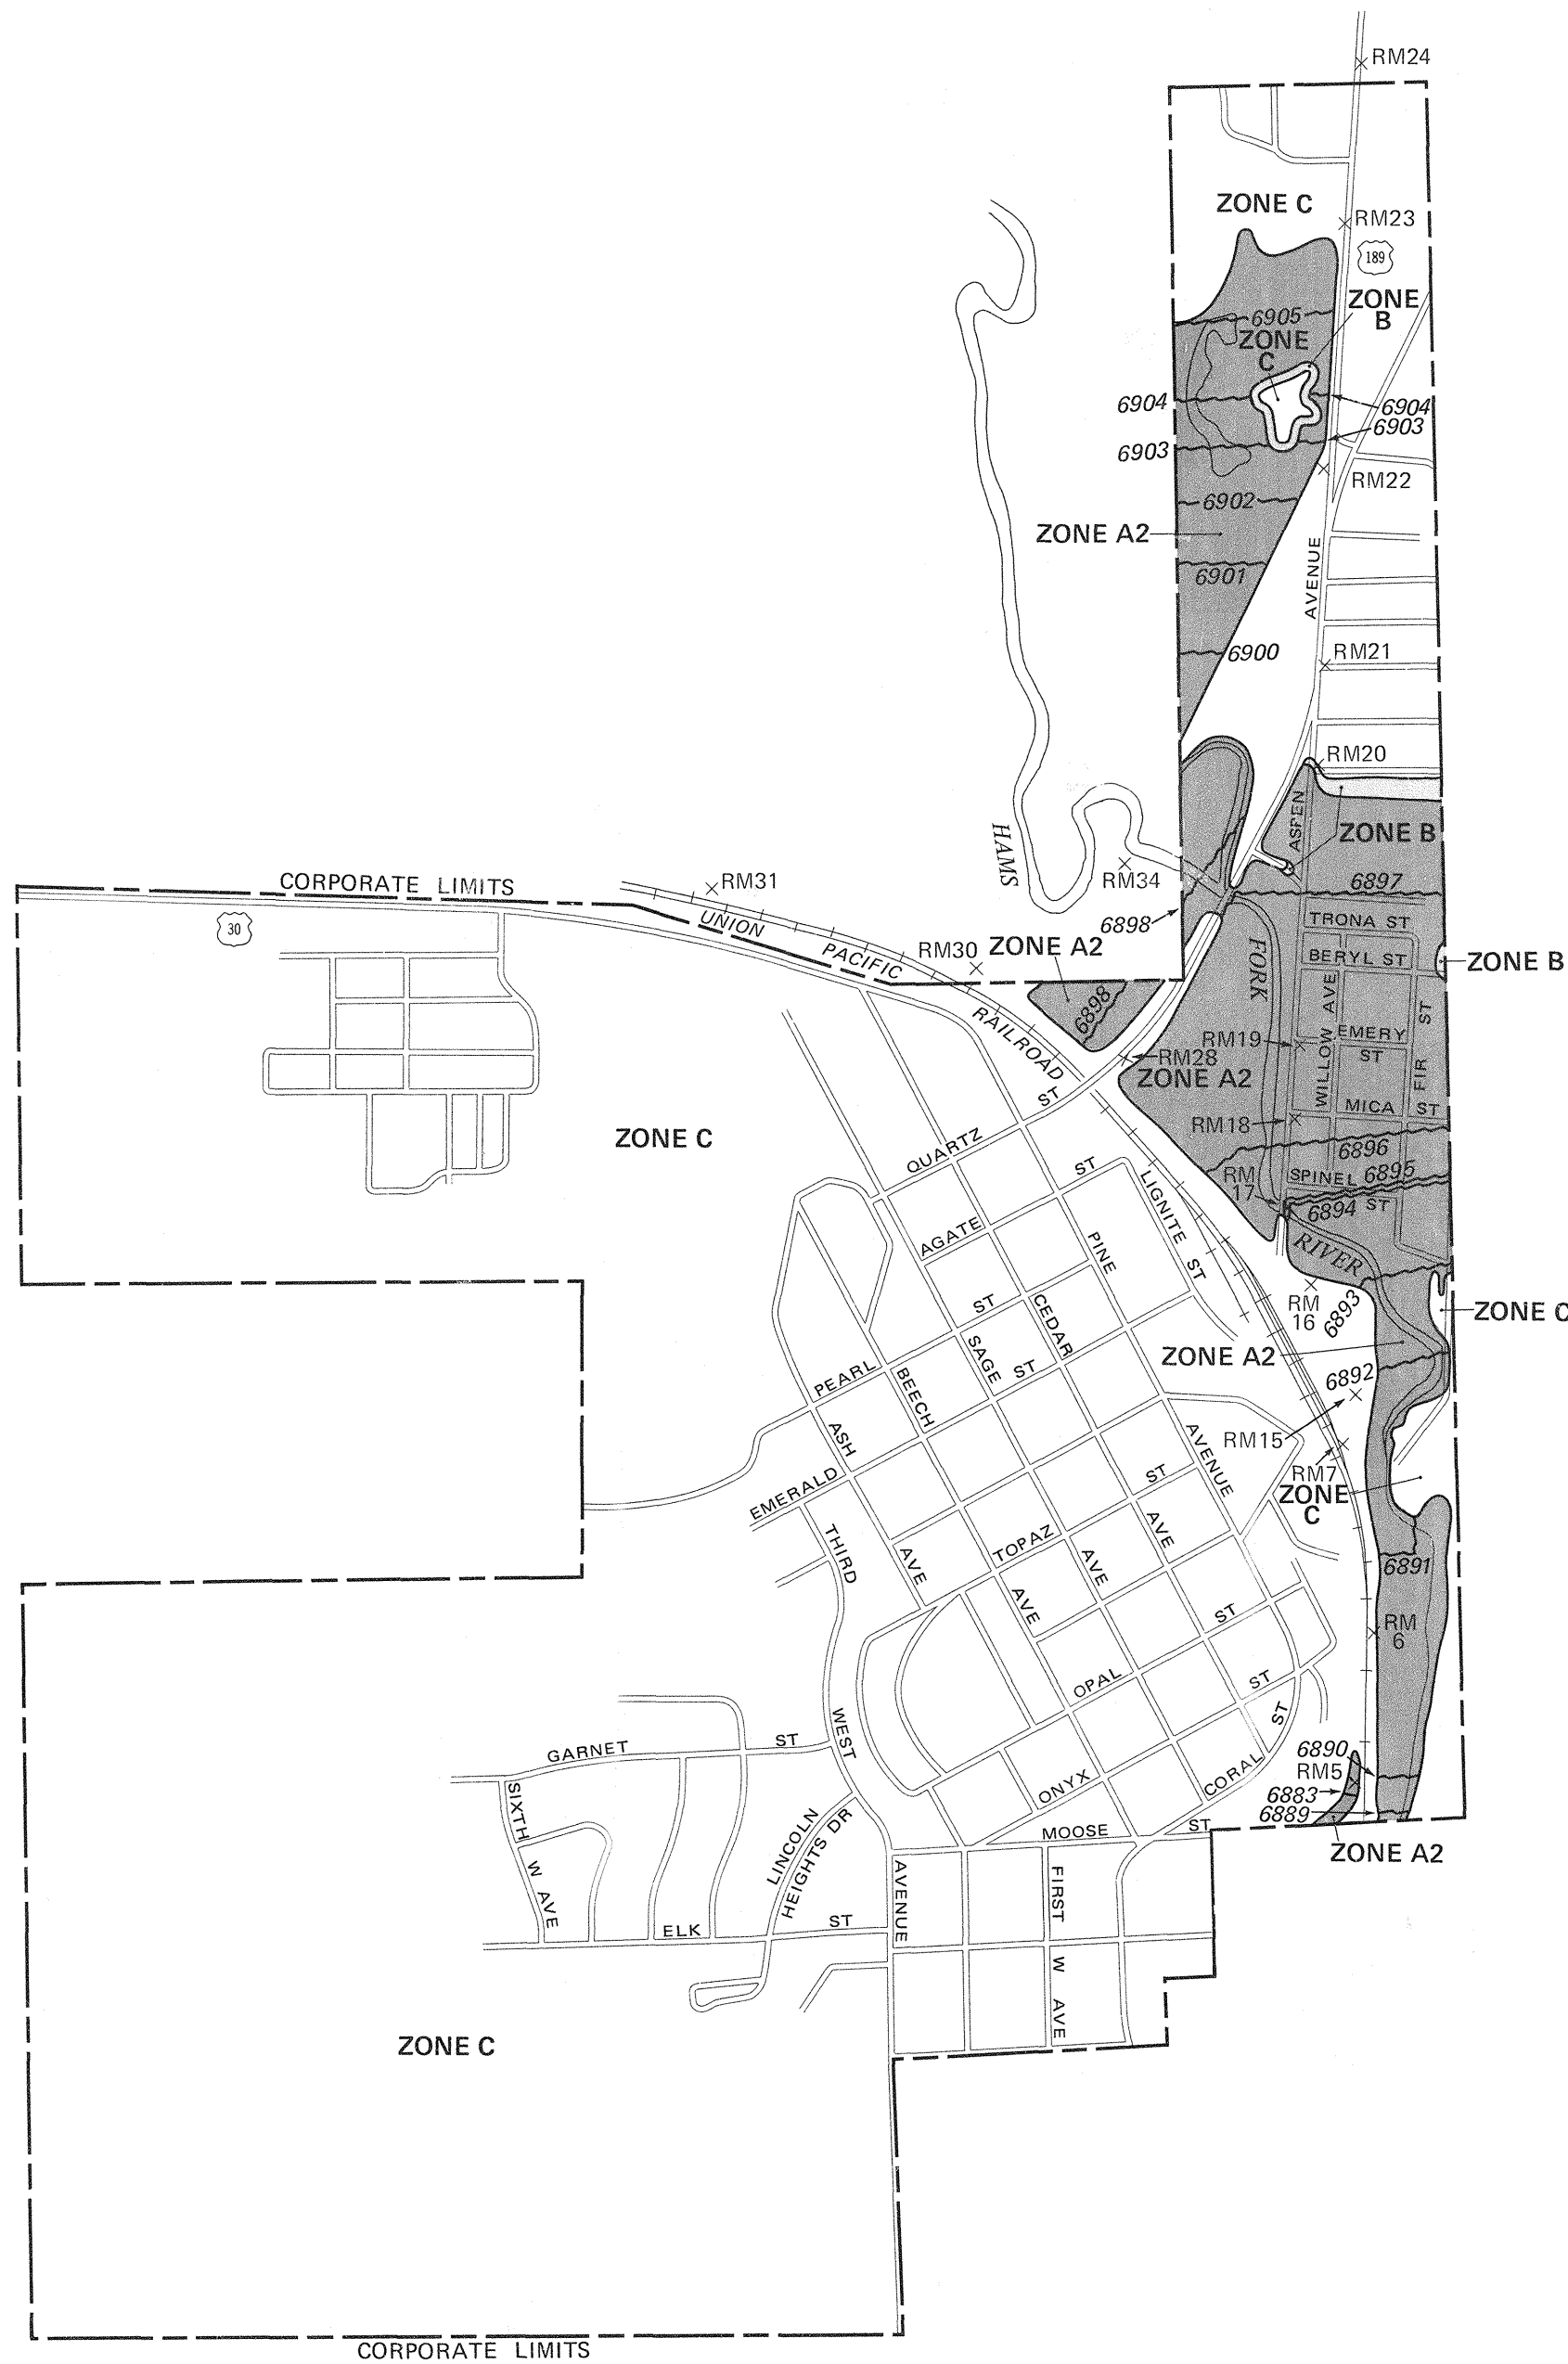 RM24
ZONE C
RM23
189
ZONE
B
6905
ZONE
C
6904
6904
6903
6903
RM22
6902
ZONE A2
6901
AVENUE
6900
RM21
RM20
ASPEN
ZONE B
HAMS
RM34
6897
CORPORATE LIMITS
RM31
30
UNION
PACIFIC
RM30
ZONE A2
6898
TRONA ST
BERYL ST
ZONE B
FORK
6898
RAILROAD
RM19
WILLOW AVE
EMERY
ST
FIR ST
RM28
ZONE A2
ST
MICA ST
RM18
ZONE C
QUARTZ
6896
ST
LIGNITE ST
RM
17
SPINEL
6895
ST
6894
AGATE
PINE
RIVER
ST
CEDAR
RM
16
6893
ZONE C
SAGE
ST
ZONE A2
6892
PEARL
BEECH
ASH
RM15
AVENUE
RM7
ZONE
C
EMERALD
ST
THIRD
AVE
TOPAZ
AVE
AVE
AVE
6891
ST
RM
6
OPAL
ST
WEST
ST
GARNET
ST
6890
RM5
6883
6889
SIXTH
W AVE
ONYX
CORAL
LINCOLN
HEIGHTS DR
MOOSE
ST
ZONE A2
AVENUE
FIRST
W AVE
ELK
ST
ZONE C
CORPORATE LIMITS